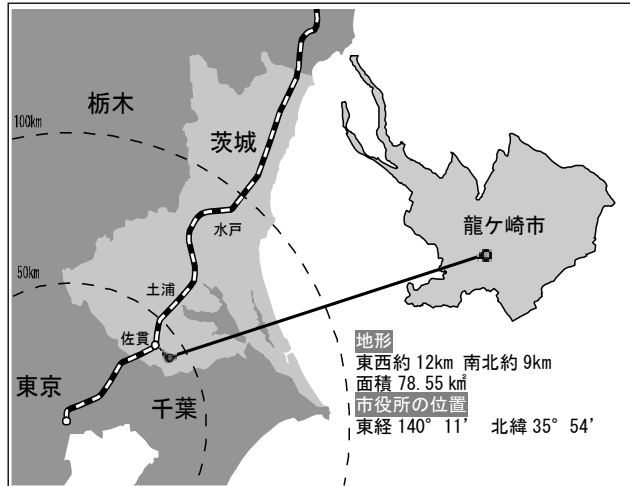 栃木
100km
茨城
龍ケ崎市
水戸
50km
土浦
佐貫
東京
千葉
地形
東西約 12km 南北約 9km
面積 78.55 ㎢
市役所の位置
東経 140° 11′ 北緯 35° 54′